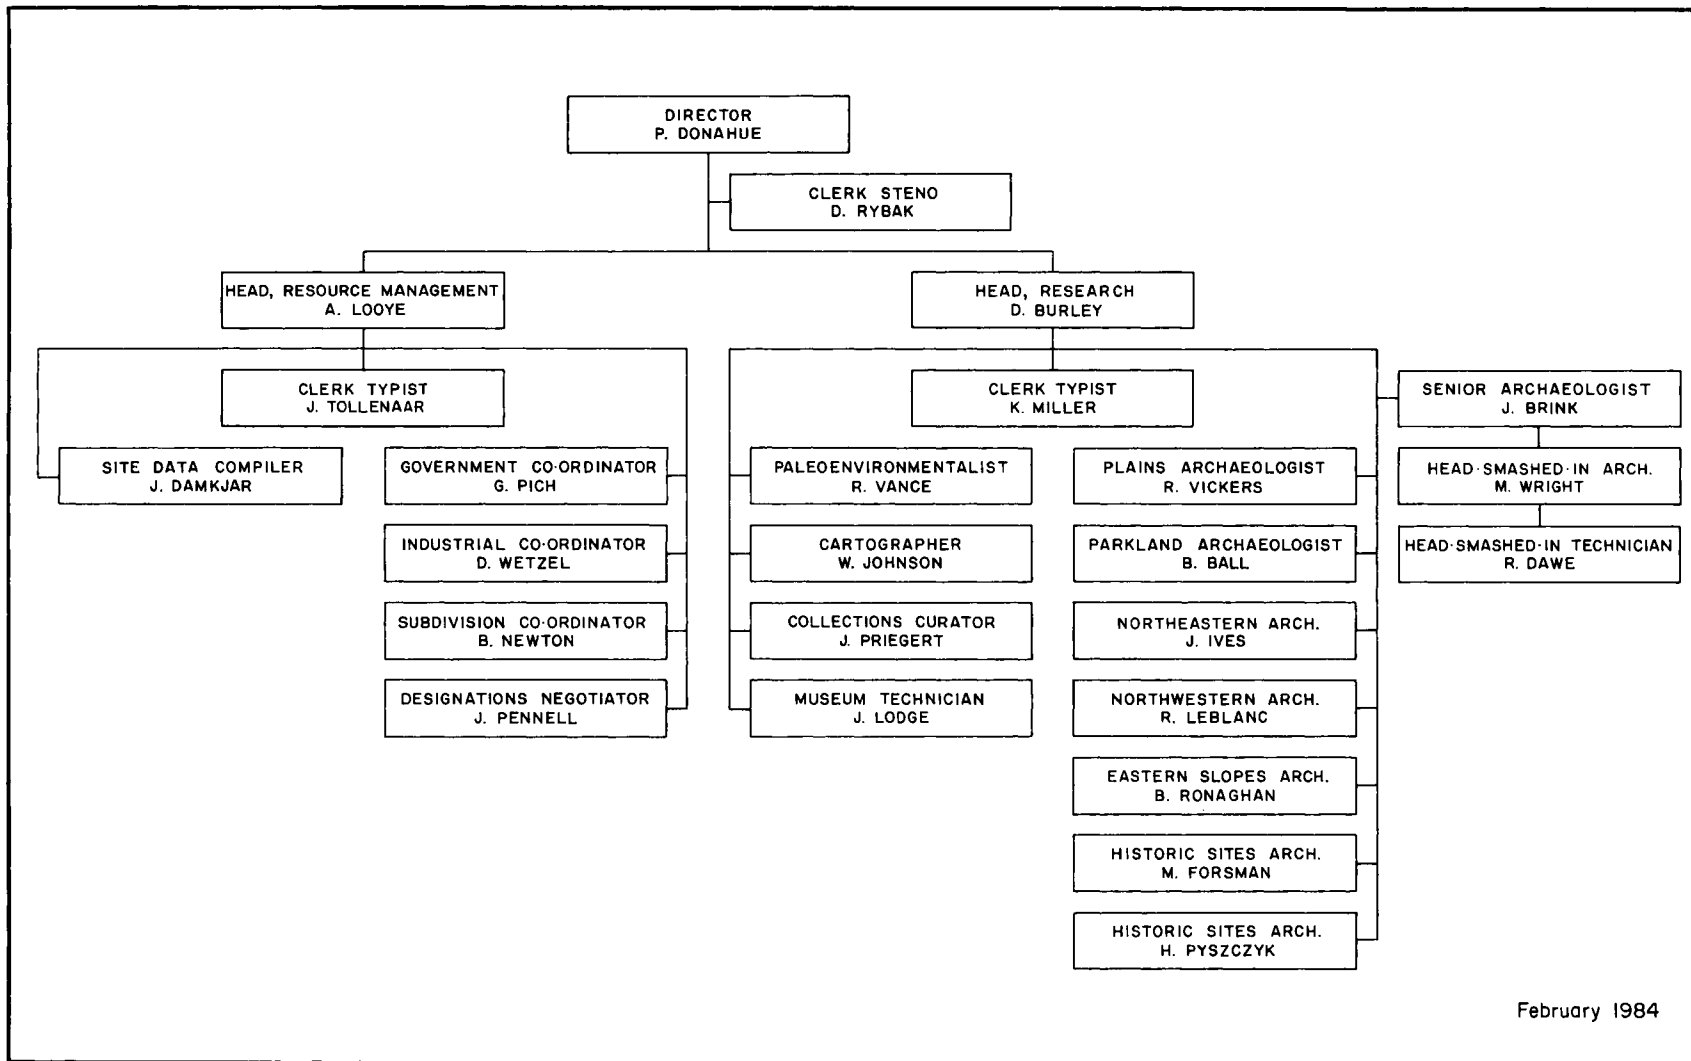 DIRECTOR
P. DONAHUE
CLERK STENO
D. RYBAK
HEAD, RESOURCE MANAGEMENT
A. LOOYE
HEAD, RESEARCH
D. BURLEY
CLERK TYPIST
J. TOLLENAAR
CLERK TYPIST
K. MILLER
SENIOR ARCHAEOLOGIST
J. BRINK
SITE DATA COMPILER
J. DAMKJAR
GOVERNMENT CO-ORDINATOR
G. PICH
PALEOENVIRONMENTALIST
R. VANCE
PLAINS ARCHAEOLOGIST
R. VICKERS
HEAD-SMASHED-IN ARCH.
M. WRIGHT
INDUSTRIAL CO-ORDINATOR
D. WETZEL
CARTOGRAPHER
W. JOHNSON
PARKLAND ARCHAEOLOGIST
B. BALL
HEAD-SMASHED-IN TECHNICIAN
R. DAWE
SUBDIVISION CO-ORDINATOR
B. NEWTON
COLLECTIONS CURATOR
J. PRIEGERT
NORTHEASTERN ARCH.
J. IVES
DESIGNATIONS NEGOTIATOR
J. PENNELL
MUSEUM TECHNICIAN
J. LODGE
NORTHWESTERN ARCH.
R. LEBLANC
EASTERN SLOPES ARCH.
B. RONAGHAN
HISTORIC SITES ARCH.
M. FORSMAN
HISTORIC SITES ARCH.
H. PYSZCZYK
February 1984